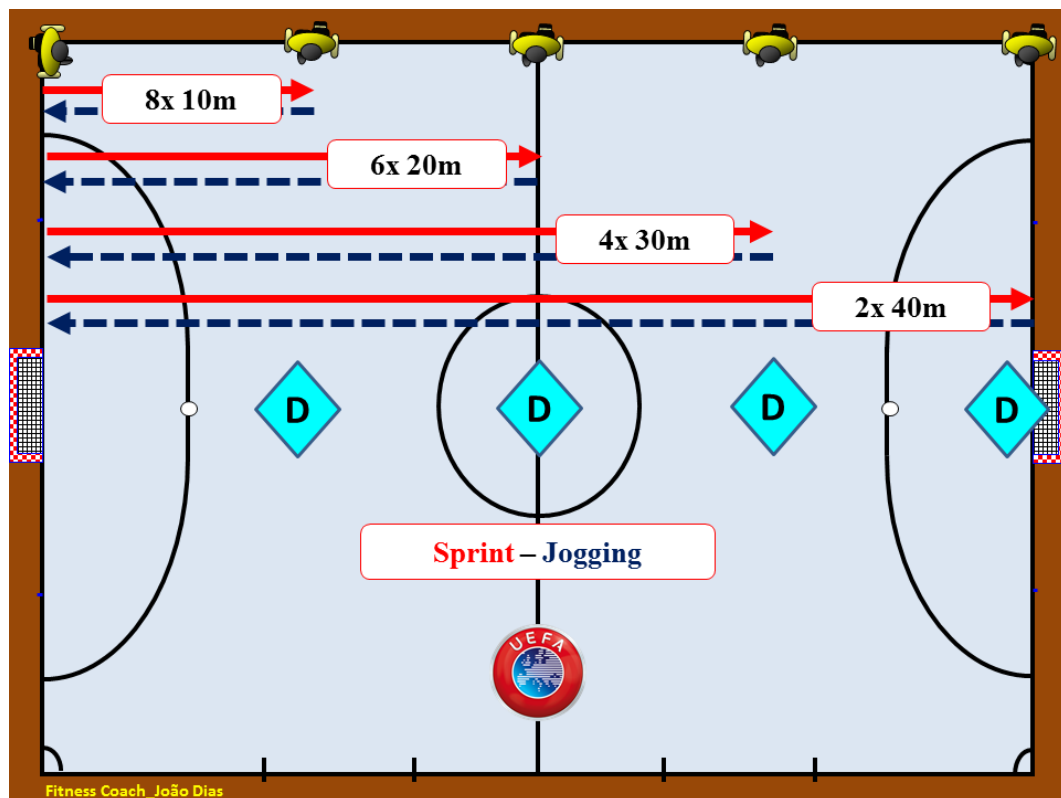 8x 10m
6x 20m
4x 30m
2x 40m
D
D
D
D
Sprint – Jogging
UEFA
Fitness Coach_João Dias